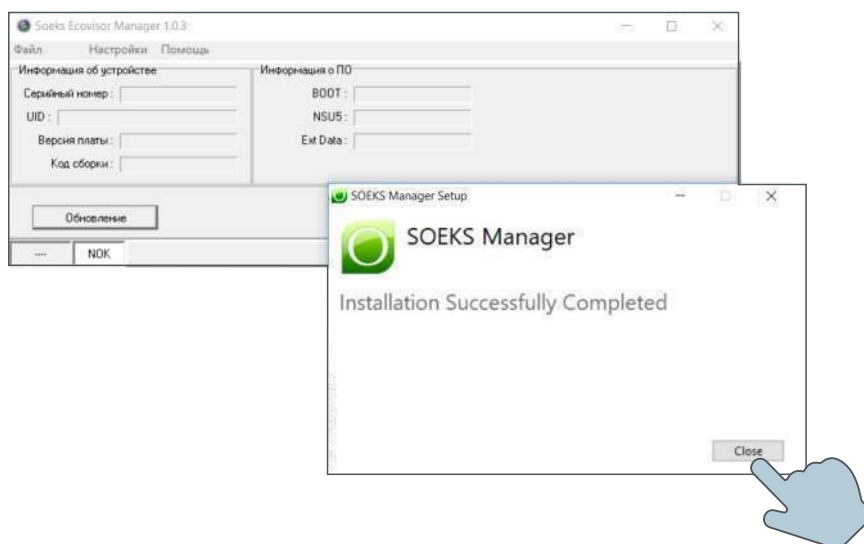 Soeks Ecovisor Manager 1.0.3
Файл Настройки Помощь
Информация об устройстве
Серийный номер :
UID :
Версия платы :
Код сборки :
Информация о ПО
BOOT :
NSU5 :
Ext Data :
Обновление
---- NOK
SOEKS Manager Setup
SOEKS Manager
Installation Successfully Completed
Close